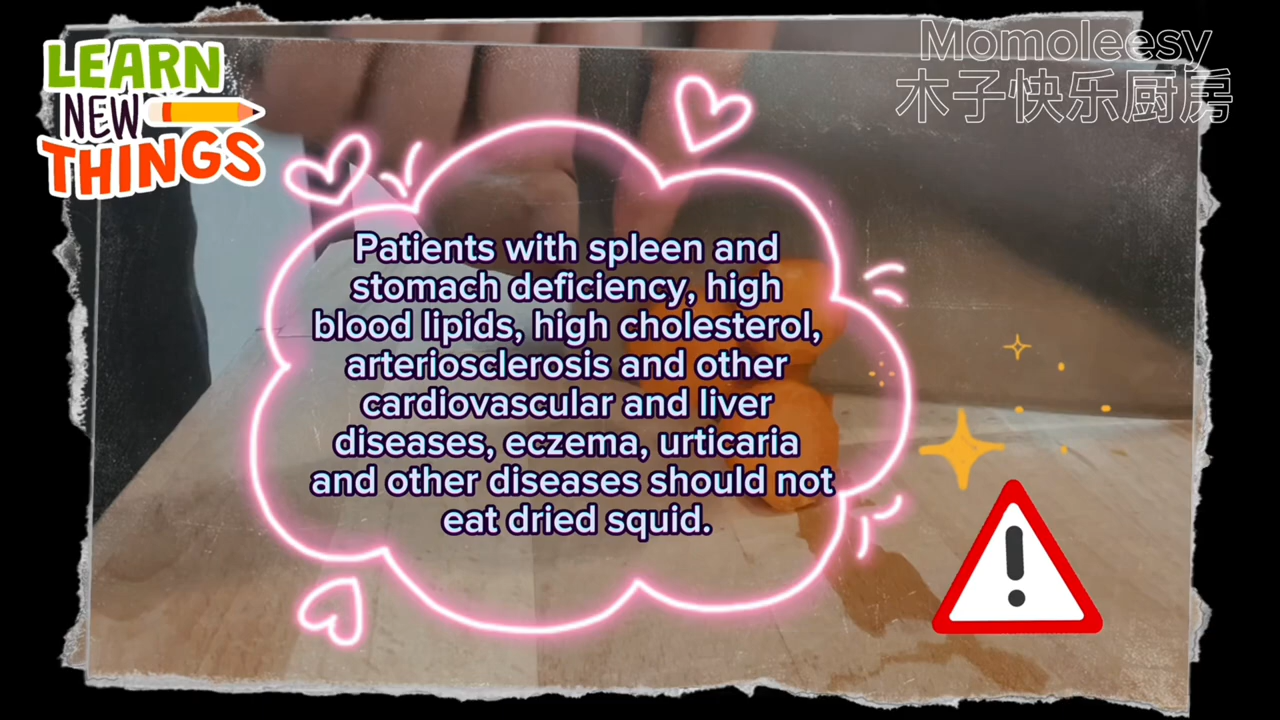 LEARN
NEW
THINGS
Momoleesy
木子快乐厨房
Patients with spleen and
stomach deficiency, high
blood lipids, high cholesterol,
arteriosclerosis and other
cardiovascular and liver
diseases, eczema, urticaria
and other diseases should not
eat dried squid.